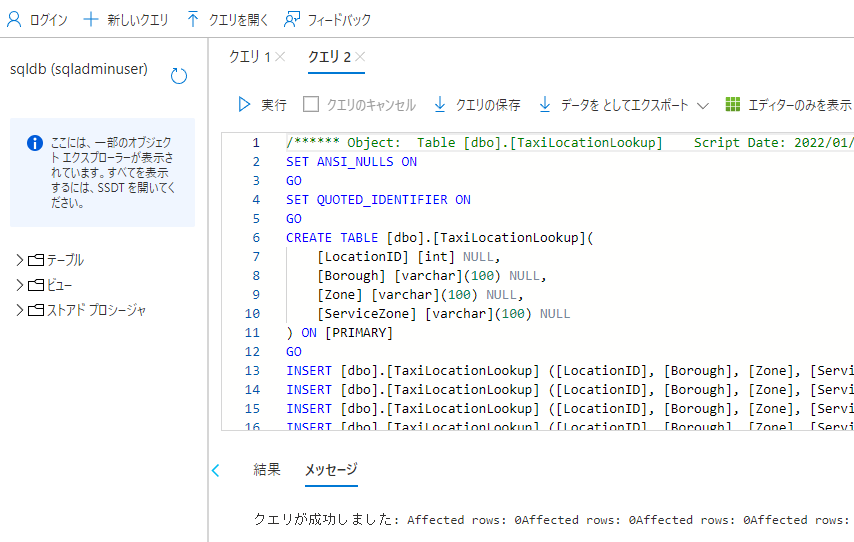 ログイン 新しいクエリ クエリを開く フィードバック
sqldb (sqladminuser)
ここには、一部のオブジェク
ト エクスプローラーが表示さ
れています。すべてを表示
するには、SSDT を開いてく
ださい。
テーブル
ビュー
ストアド プロシージャ
クエリ 1 クエリ 2
実行 クエリのキャンセル クエリの保存 データを としてエクスポート エディターのみを表示
1 /****** Object:  Table [dbo].[TaxiLocationLookup]    Script Date: 2022/01/
2 SET ANSI_NULLS ON
3 GO
4 SET QUOTED_IDENTIFIER ON
5 GO
6 CREATE TABLE [dbo].[TaxiLocationLookup](
7     [LocationID] [int] NULL,
8     [Borough] [varchar](100) NULL,
9     [Zone] [varchar](100) NULL,
10     [ServiceZone] [varchar](100) NULL
11 ) ON [PRIMARY]
12 GO
13 INSERT [dbo].[TaxiLocationLookup] ([LocationID], [Borough], [Zone], [Servi
14 INSERT [dbo].[TaxiLocationLookup] ([LocationID], [Borough], [Zone], [Servi
15 INSERT [dbo].[TaxiLocationLookup] ([LocationID], [Borough], [Zone], [Servi
16 INSERT [dbo].[TaxiLocationLookup] ([LocationID], [Borough], [Zone], [Servi
結果 メッセージ
クエリが成功しました: Affected rows: 0Affected rows: 0Affected rows: 0Affected rows: